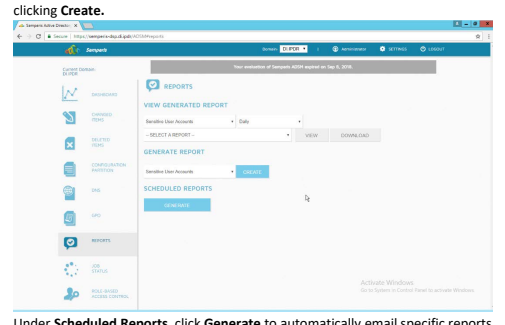 clicking Create.
Semperis Active Directory
Secure https://semperis-dsp.di.ipdr/ADSM#reports
Semperis
Domain: DI.IPDR
Administrator
SETTINGS
LOGOUT
Current Domain:
DI.IPDR
Your evaluation of Semperis ADSM expired on Sep 5, 2018.
DASHBOARD
CHANGED
ITEMS
DELETED
ITEMS
CONFIGURATION
PARTITION
DNS
GPO
REPORTS
JOB
STATUS
ROLE-BASED
ACCESS CONTROL
REPORTS
VIEW GENERATED REPORT
Sensitive User Accounts Daily
-- SELECT A REPORT -- VIEW DOWNLOAD
GENERATE REPORT
Sensitive User Accounts CREATE
SCHEDULED REPORTS
GENERATE
Activate Windows
Go to System in Control Panel to activate Windows.
Under Scheduled Reports, click Generate to automatically email specific reports